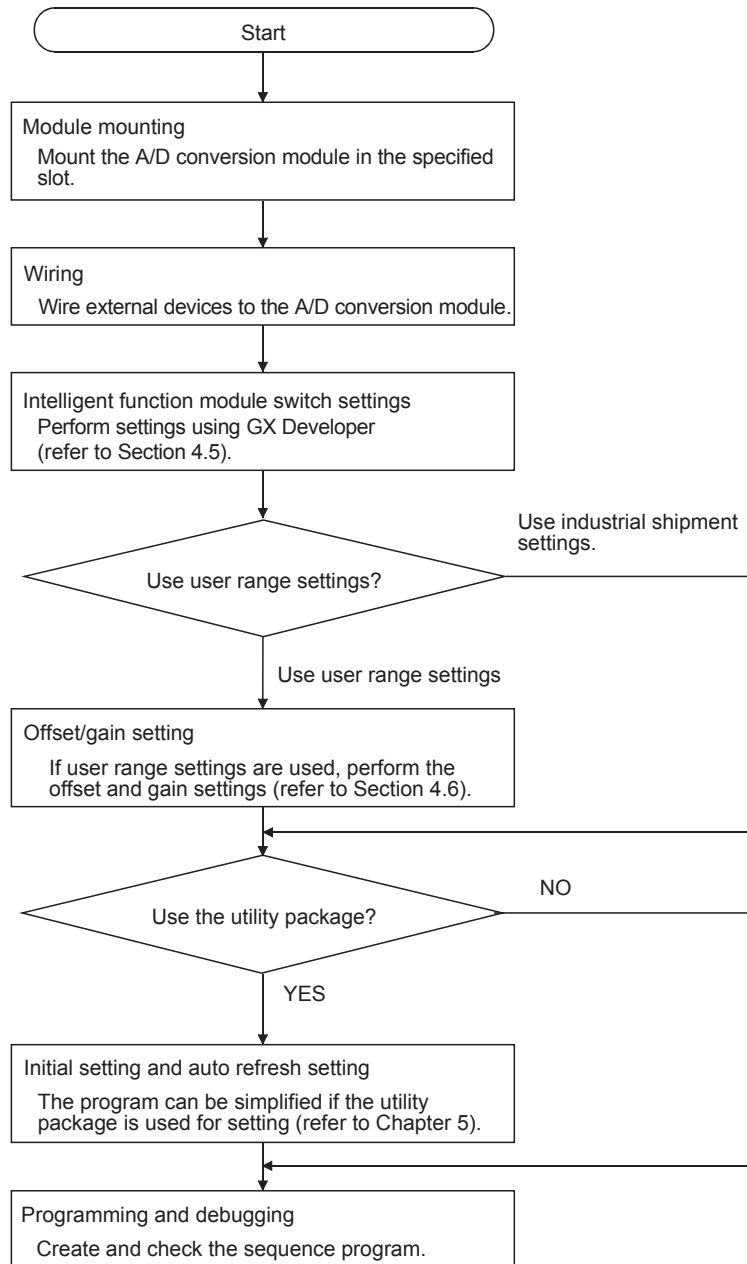 Start
Module mounting
Mount the A/D conversion module in the specified
slot.
Wiring
Wire external devices to the A/D conversion module.
Intelligent function module switch settings
Perform settings using GX Developer
(refer to Section 4.5).
Use industrial shipment
settings.
Use user range settings?
Use user range settings
Offset/gain setting
If user range settings are used, perform the
offset and gain settings (refer to Section 4.6).
NO
Use the utility package?
YES
Initial setting and auto refresh setting
The program can be simplified if the utility
package is used for setting (refer to Chapter 5).
Programming and debugging
Create and check the sequence program.